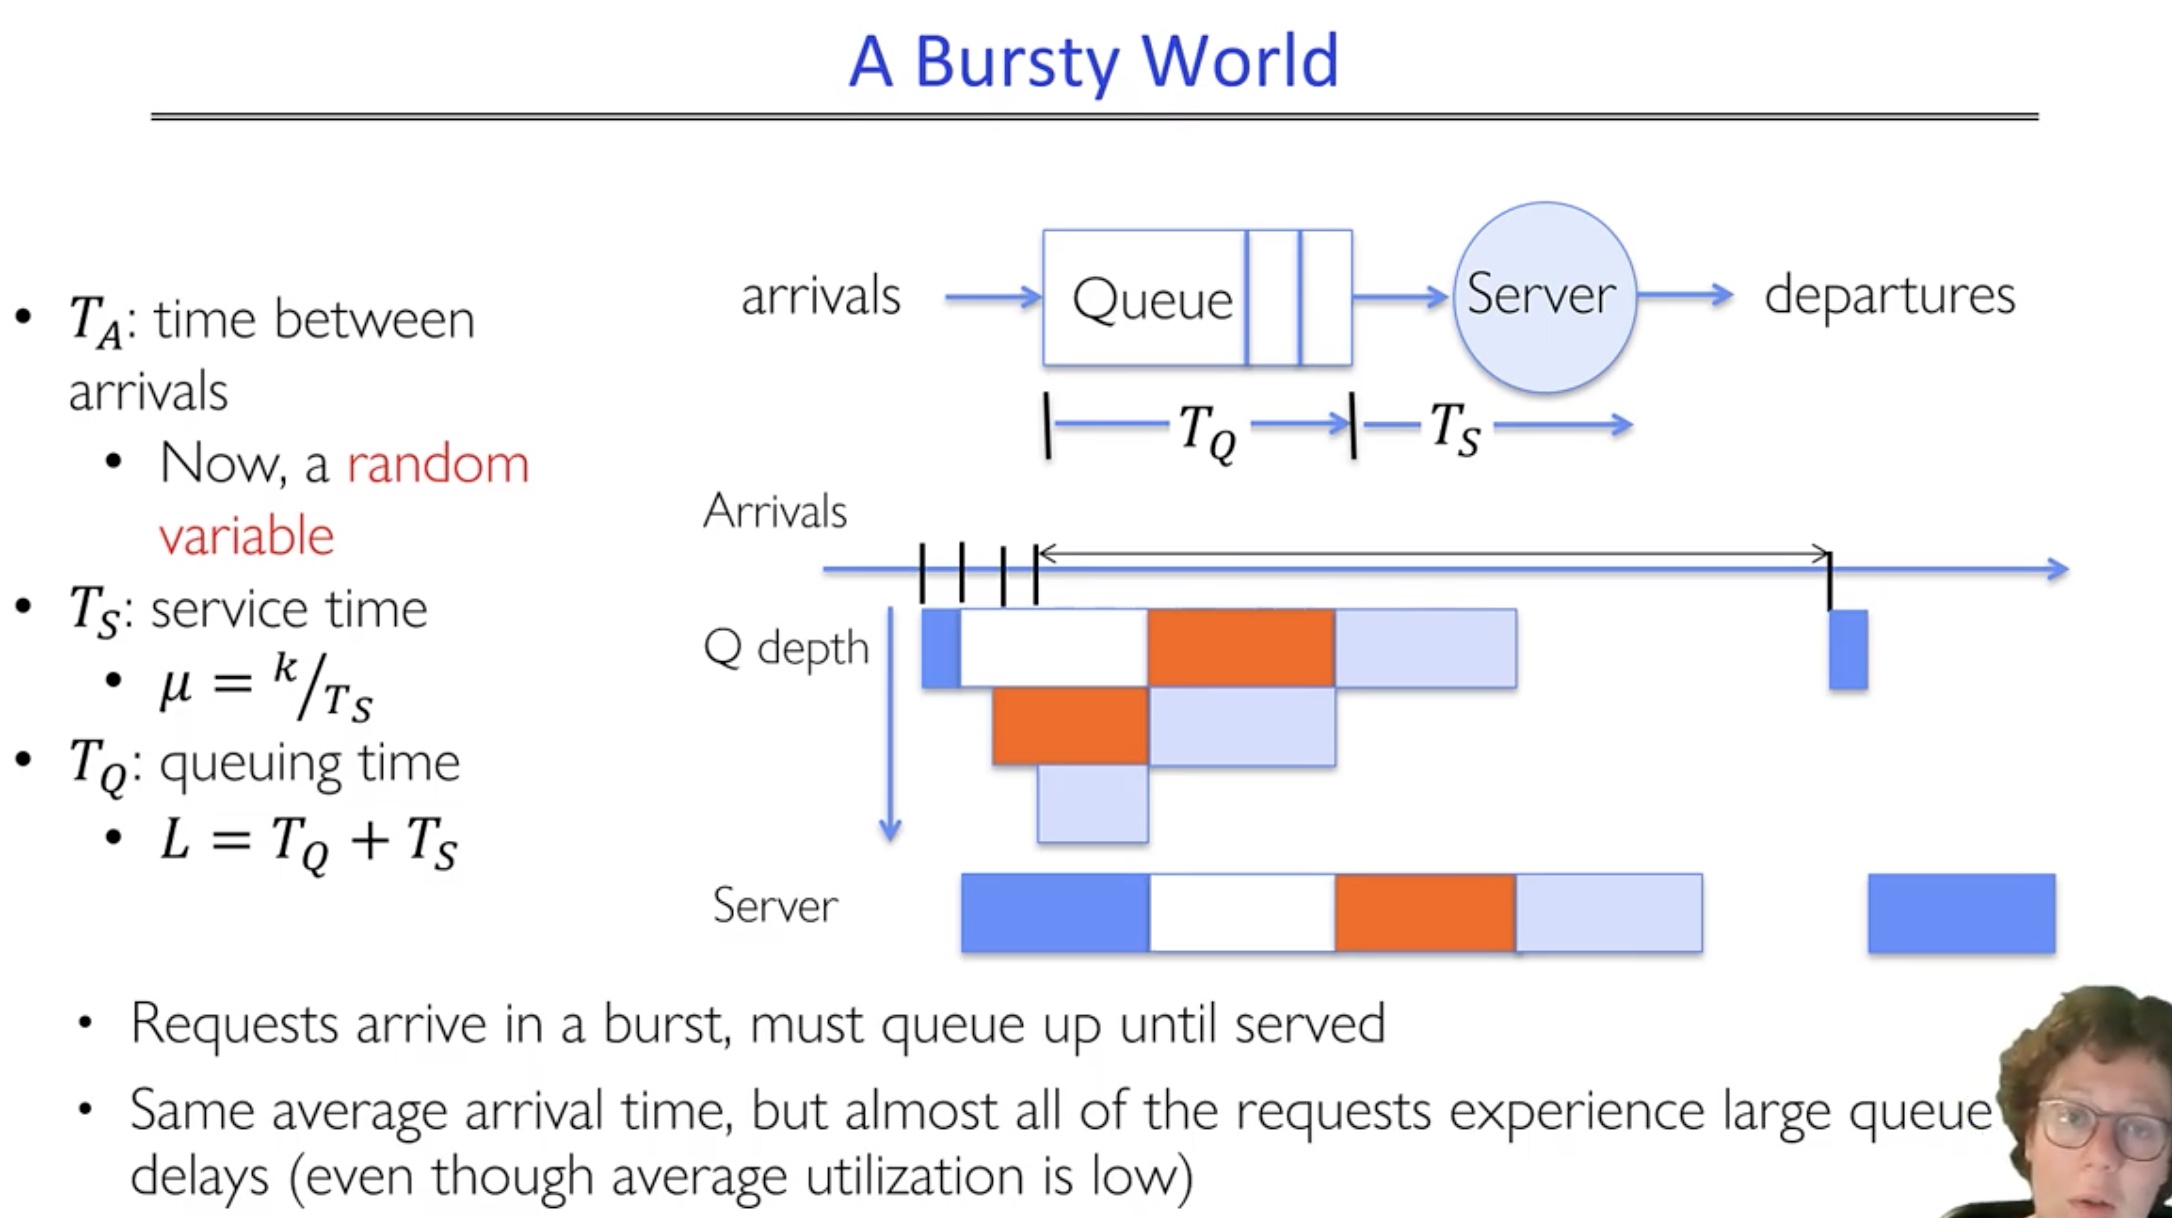 A Bursty World
• T_A: time between
arrivals
• Now, a random
variable
• T_S: service time
• μ = k/T_S
• T_Q: queuing time
• L = T_Q + T_S
arrivals
Queue
Server
departures
T_Q
T_S
Arrivals
Q depth
Server
• Requests arrive in a burst, must queue up until served
• Same average arrival time, but almost all of the requests experience large queue
delays (even though average utilization is low)